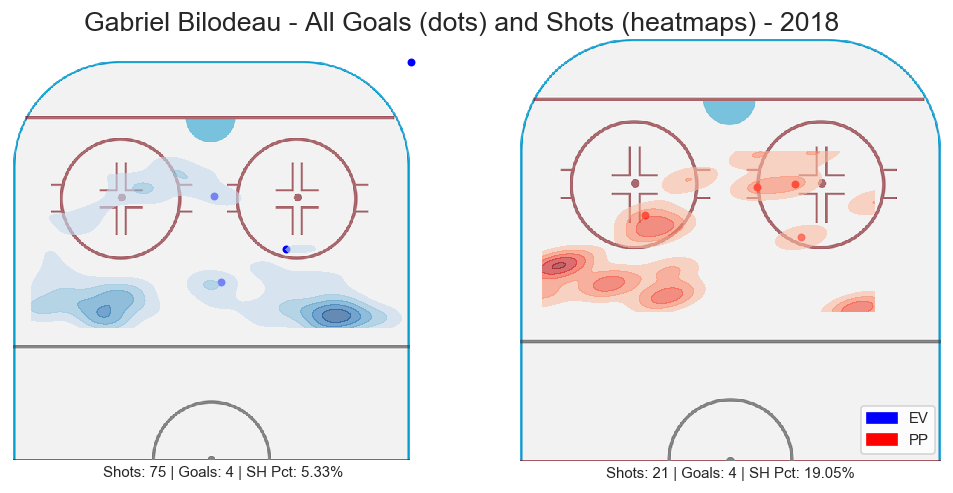 Gabriel Bilodeau - All Goals (dots) and Shots (heatmaps) - 2018
EV
PP
Shots: 75 | Goals: 4 | SH Pct: 5.33%
Shots: 21 | Goals: 4 | SH Pct: 19.05%